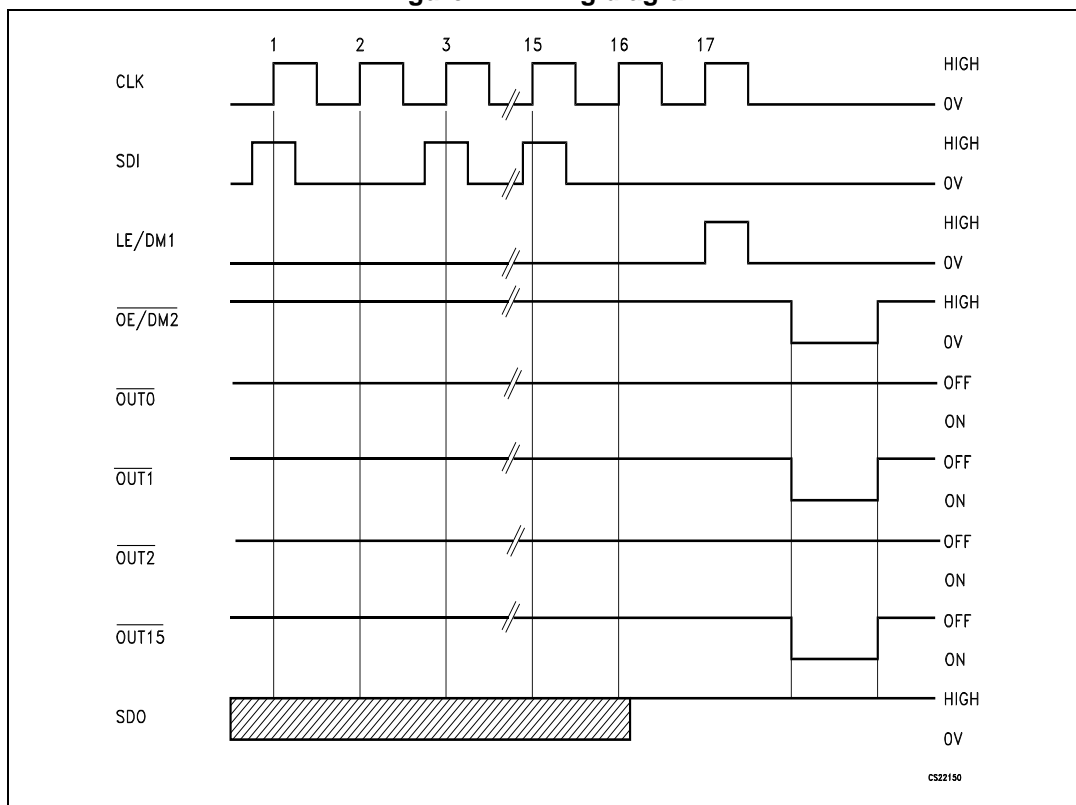 1 2 3 15 16 17
CLK
HIGH
0V
SDI
HIGH
0V
LE/DM1
HIGH
0V
OE/DM2
HIGH
0V
OUT0
OFF
ON
OUT1
OFF
ON
OUT2
OFF
ON
OUT15
OFF
ON
SDO
HIGH
0V
CS22150